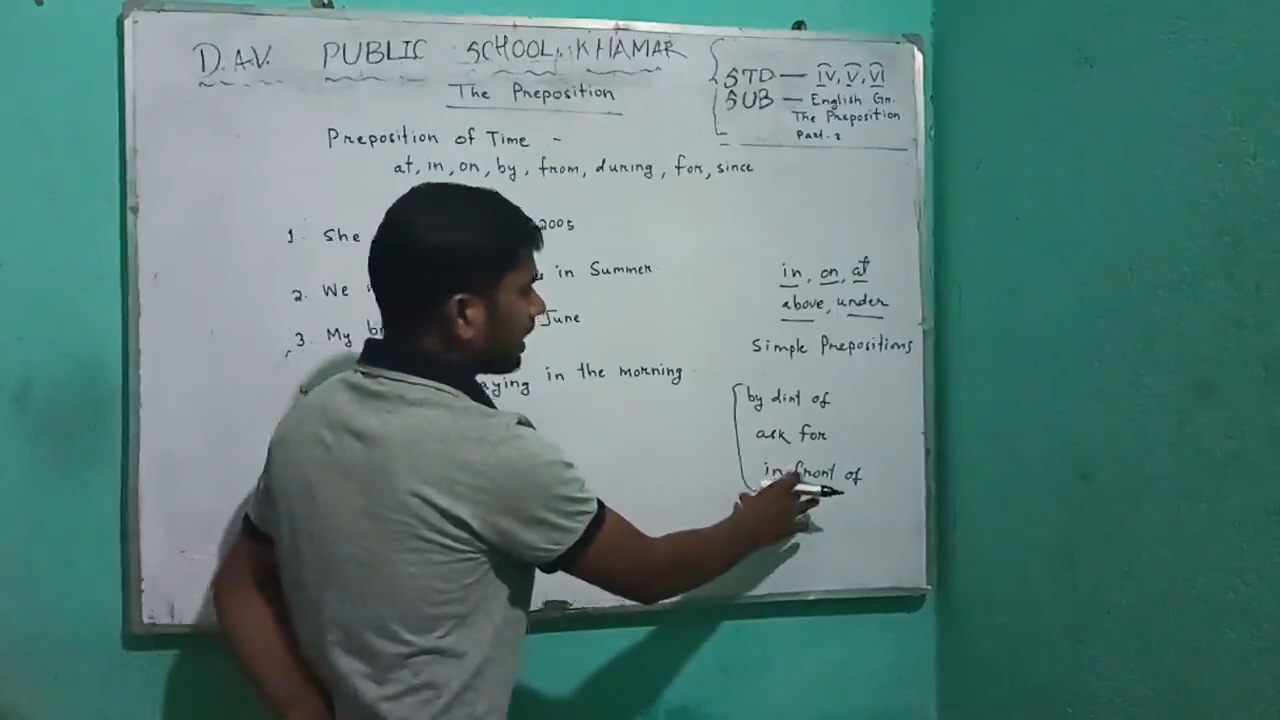 D.A.V. PUBLIC SCHOOL, KHAMAR
The Preposition
STD — IV, V, VI
SUB — English Gr.
The Preposition
Part-2
Preposition of Time -
at, in, on, by, from, during, for, since
1. She 2005
2. We in Summer
3. My June
in the morning
in, on, at
above, under
Simple Prepositions
by dint of
ask for
in front of